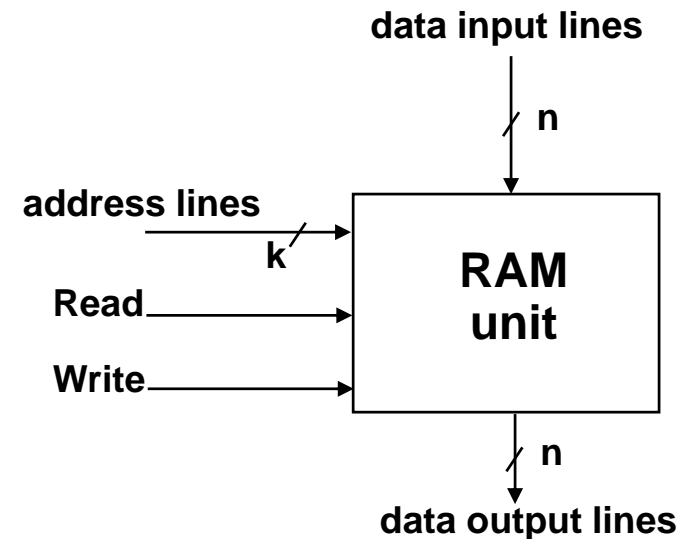 data input lines
n
address lines
k
Read
Write
RAM
unit
n
data output lines